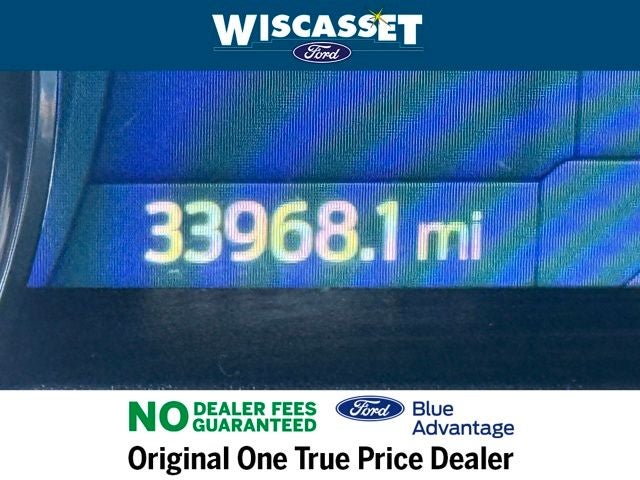 WISCASSET
Ford
33968.1 mi
NO DEALER FEES GUARANTEED
Ford Blue Advantage
Original One True Price Dealer